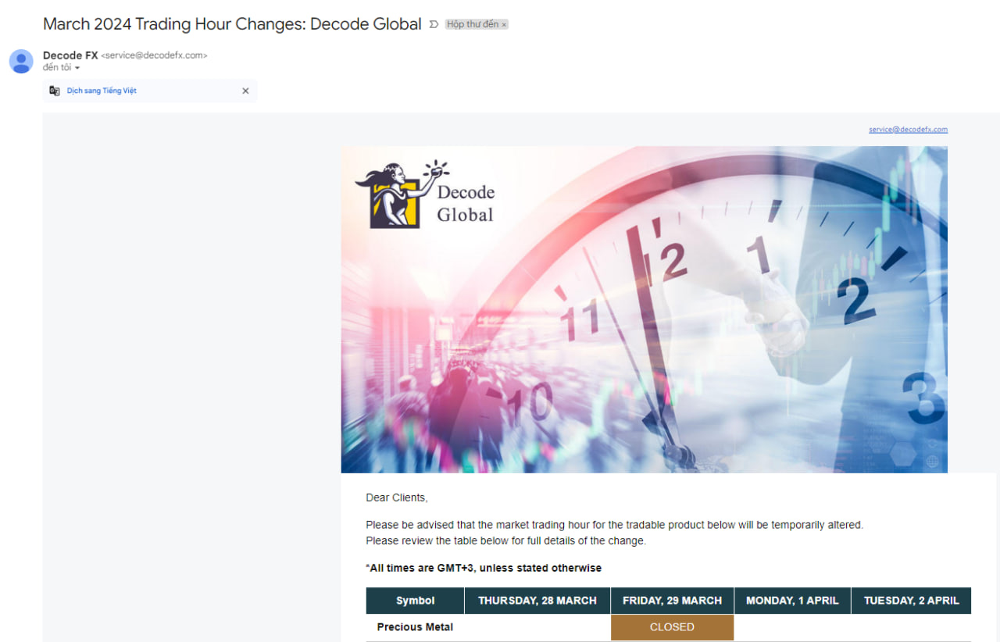 March 2024 Trading Hour Changes: Decode Global Hộp thư đến ×
Decode FX <service@decodefx.com>
đến tôi
Dịch sang Tiếng Việt
service@decodefx.com
Decode
Global
12
1
11
2
10
3
Dear Clients,
Please be advised that the market trading hour for the tradable product below will be temporarily altered.
Please review the table below for full details of the change.
*All times are GMT+3, unless stated otherwise
Symbol THURSDAY, 28 MARCH FRIDAY, 29 MARCH MONDAY, 1 APRIL TUESDAY, 2 APRIL
Precious Metal CLOSED